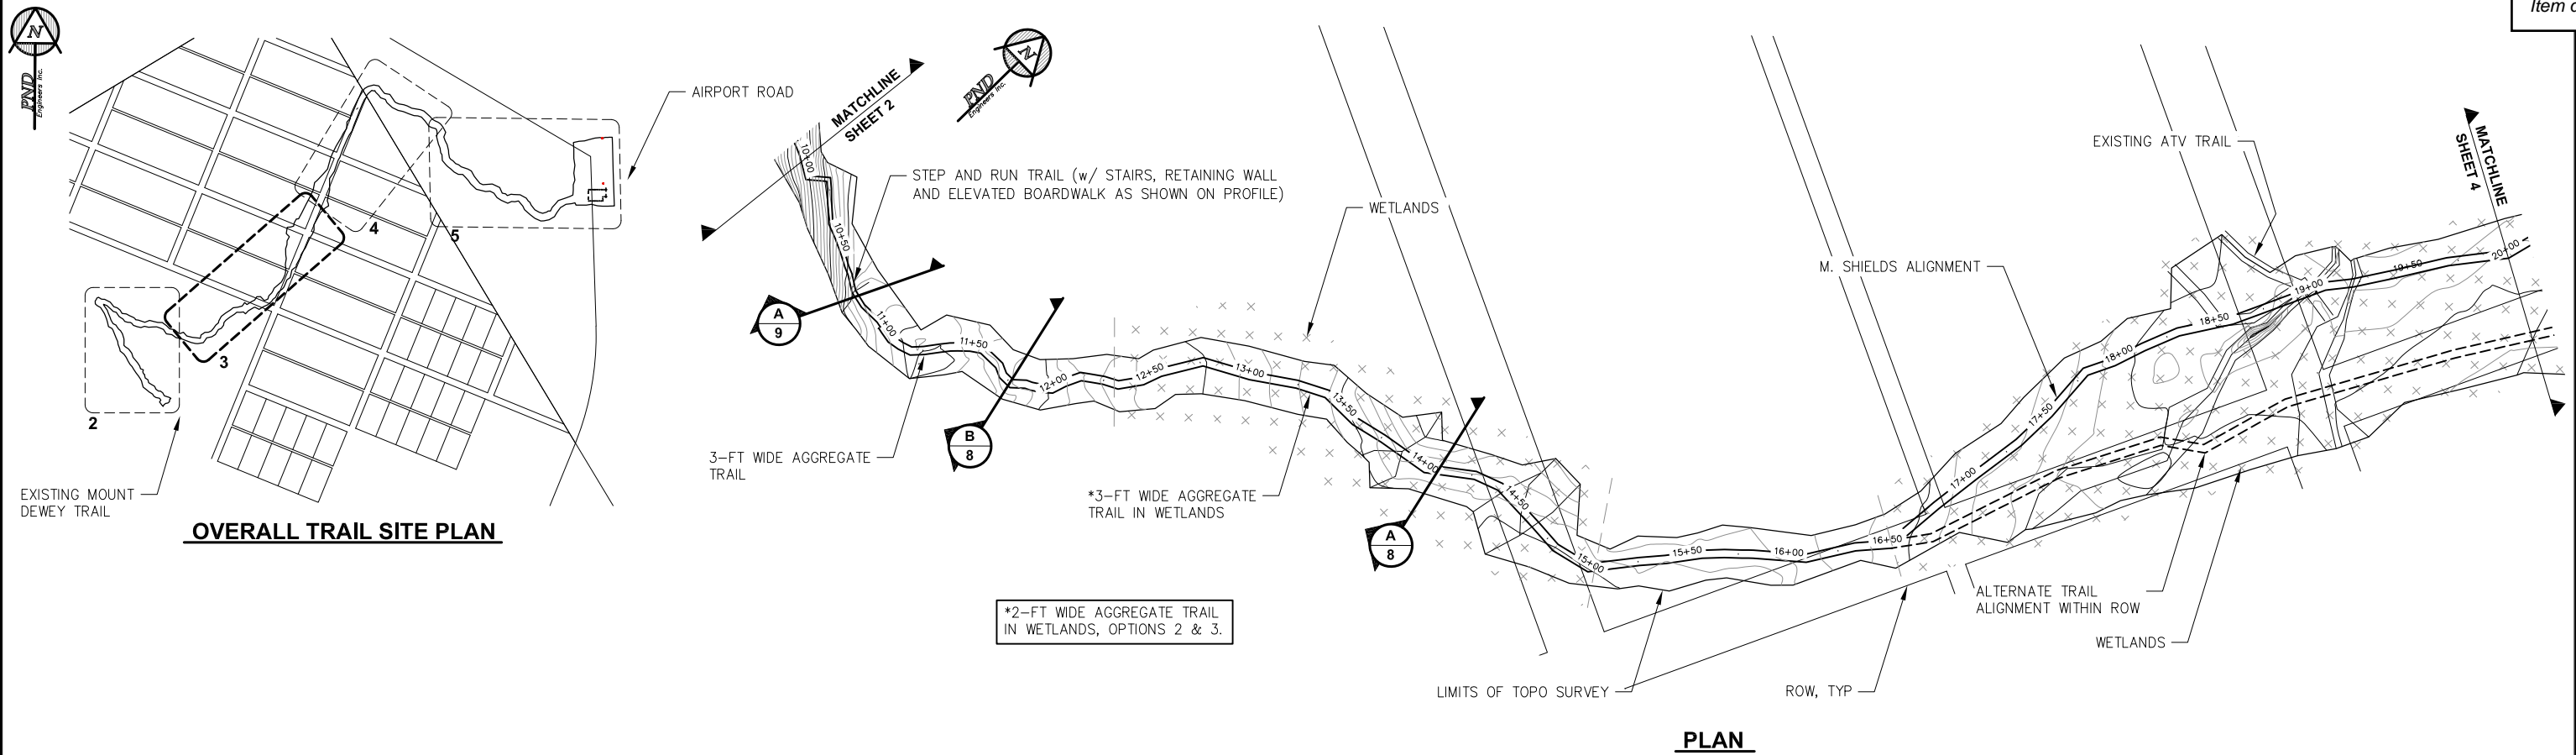 N
PND
Engineers Inc.
AIRPORT ROAD
2
3
4
5
EXISTING MOUNT
DEWEY TRAIL
OVERALL TRAIL SITE PLAN
N
PND
Engineers Inc.
MATCHLINE
SHEET 2
STEP AND RUN TRAIL (w/ STAIRS, RETAINING WALL
AND ELEVATED BOARDWALK AS SHOWN ON PROFILE)
WETLANDS
M. SHIELDS ALIGNMENT
EXISTING ATV TRAIL
MATCHLINE
SHEET 4
Item
10+00
10+50
11+00
11+50
12+00
12+50
13+00
13+50
14+00
14+50
15+00
15+50
16+00
16+50
17+00
17+50
18+00
18+50
19+00
19+50
20+00
A
9
B
8
A
8
3-FT WIDE AGGREGATE
TRAIL
*3-FT WIDE AGGREGATE
TRAIL IN WETLANDS
*2-FT WIDE AGGREGATE TRAIL
IN WETLANDS, OPTIONS 2 & 3.
ALTERNATE TRAIL
ALIGNMENT WITHIN ROW
WETLANDS
LIMITS OF TOPO SURVEY
ROW, TYP
PLAN